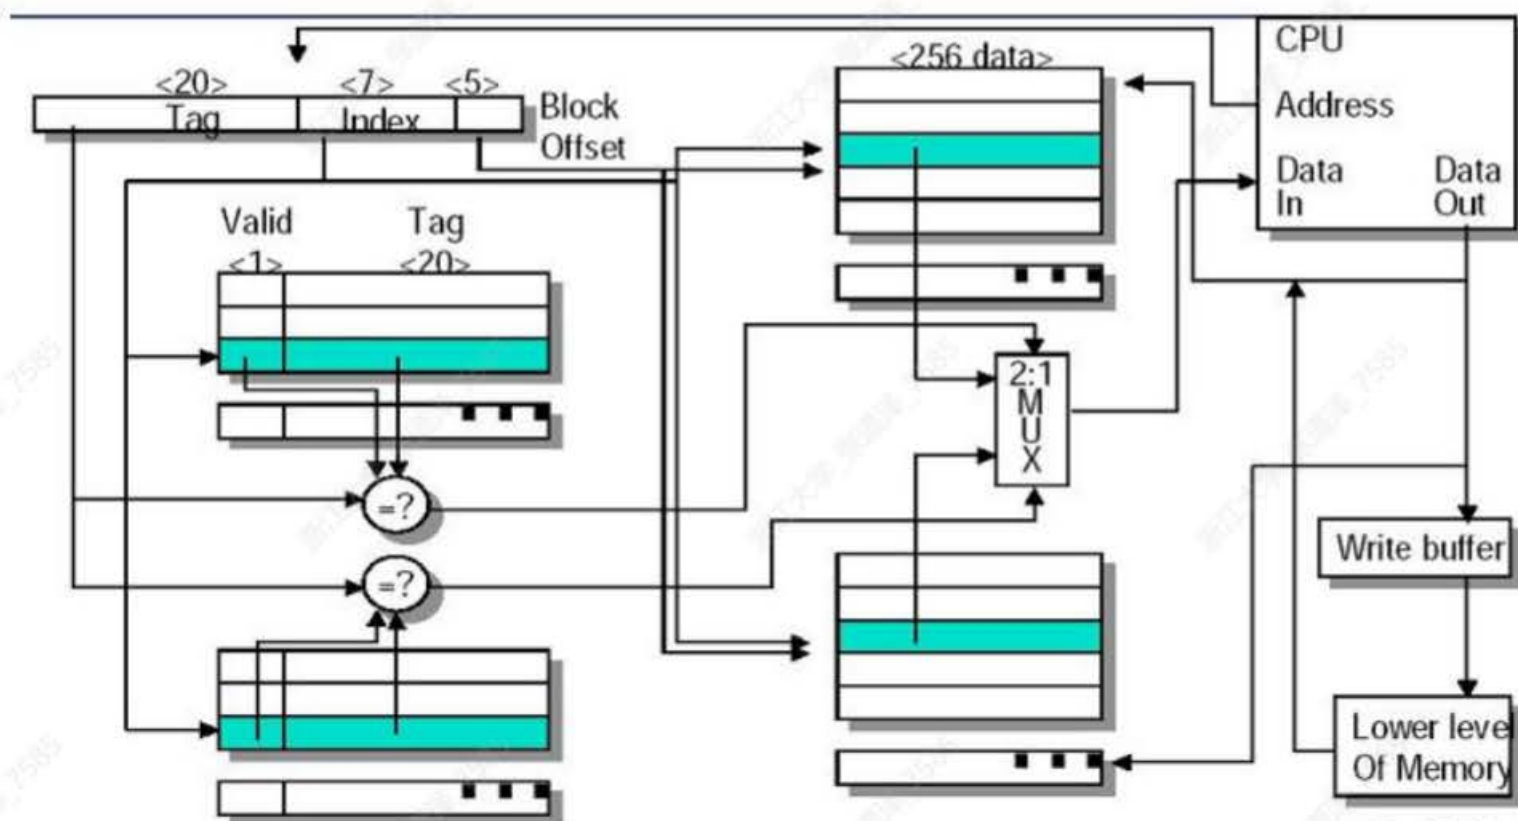 <20> <7> <5>
Tag Index
Block
Offset
Valid Tag
<1> <20>
=?
=?
<256 data>
2:1
M
U
X
CPU
Address
Data Data
In Out
Write buffer
Lower level
Of Memory